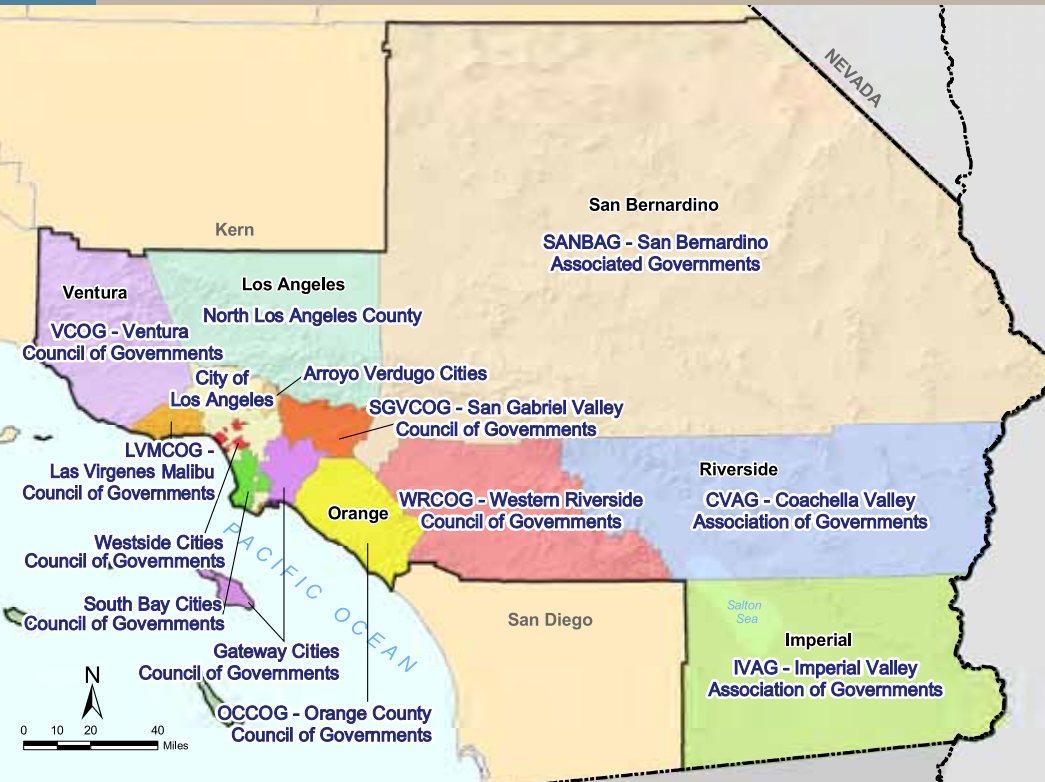 NEVADA
San Bernardino
SANBAG - San Bernardino
Associated Governments
Kern
Los Angeles
North Los Angeles County
Ventura
VCOG - Ventura
Council of Governments
City of
Los Angeles
Arroyo Verdugo Cities
SGVCOG - San Gabriel Valley
Council of Governments
LVMCOG -
Las Virgenes Malibu
Council of Governments
Riverside
CVAG - Coachella Valley
Association of Governments
WRCOG - Western Riverside
Council of Governments
Orange
Westside Cities
Council of Governments
PACIFIC OCEAN
South Bay Cities
Council of Governments
San Diego
Salton
Sea
Imperial
IVAG - Imperial Valley
Association of Governments
Gateway Cities
Council of Governments
OCCOG - Orange County
Council of Governments
N
0 10 20 40
Miles